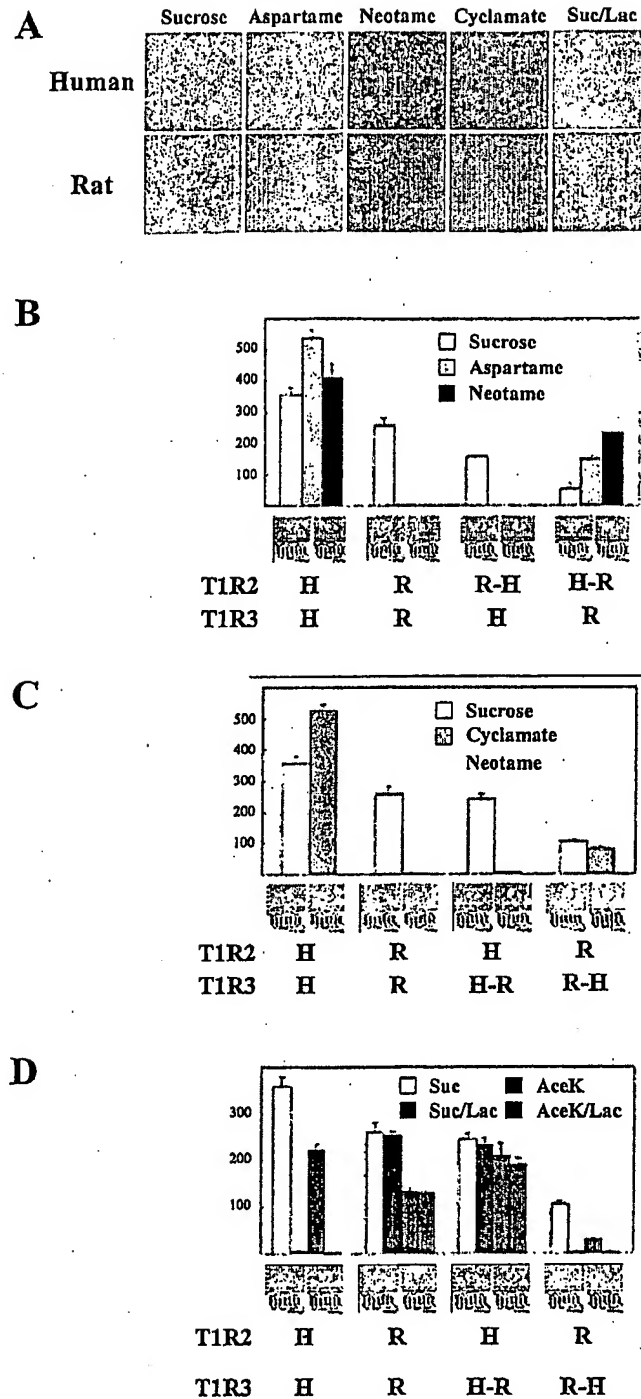 A
Sucrose Aspartame Neotame Cyclamate Suc/Lac
Human
Rat
B
500
400
300
200
100
Sucrose
Aspartame
Neotame
T1R2 H R R-H H-R
T1R3 H R H R
C
500
400
300
200
100
Sucrose
Cyclamate
Neotame
T1R2 H R H R
T1R3 H R H-R R-H
D
300
200
100
Suc AceK
Suc/Lac AceK/Lac
T1R2 H R H R
T1R3 H R H-R R-H